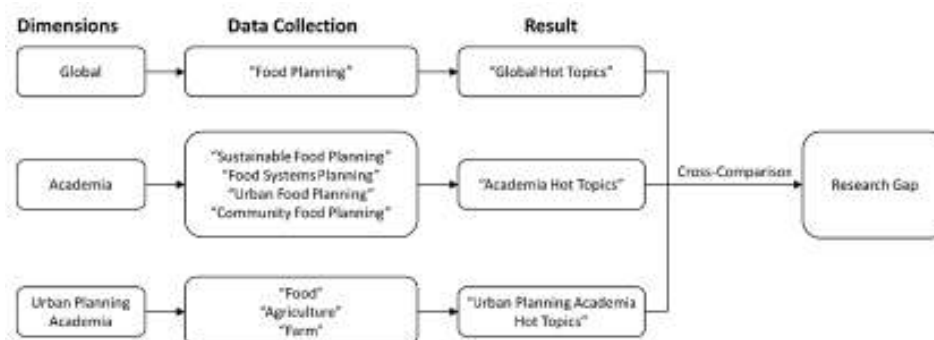 Dimensions
Data Collection
Result
Global
"Food Planning"
"Global Hot Topics"
Academia
"Sustainable Food Planning"
"Food Systems Planning"
"Urban Food Planning"
"Community Food Planning"
"Academia Hot Topics"
Cross-Comparison
Research Gap
Urban Planning
Academia
"Food"
"Agriculture"
"Farm"
"Urban Planning Academia
Hot Topics"